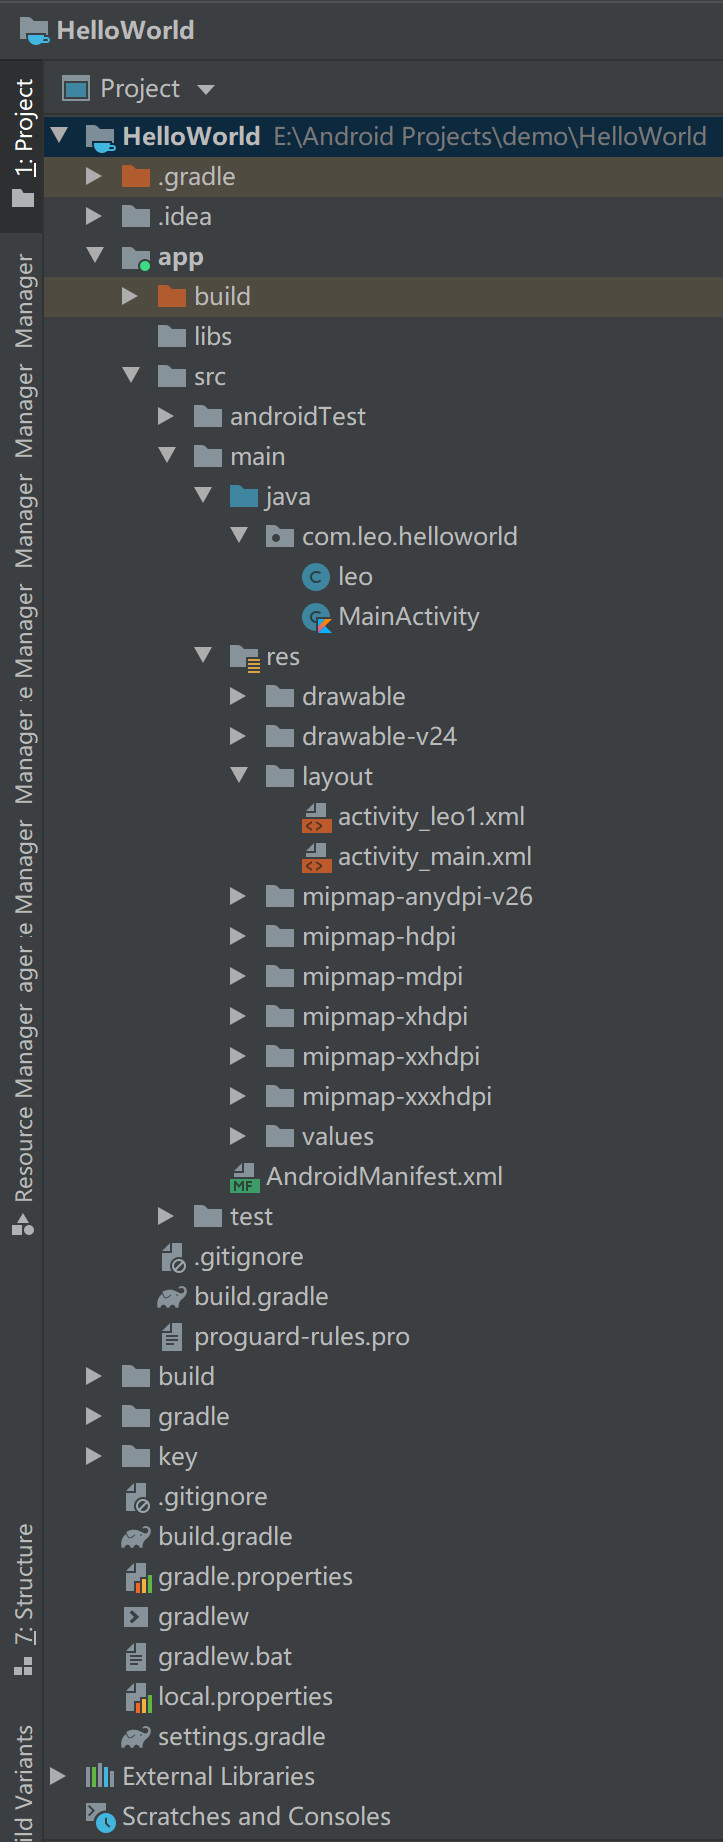 HelloWorld
Project
HelloWorld E:\Android Projects\demo\HelloWorld
.gradle
.idea
app
build
libs
src
androidTest
main
java
com.leo.helloworld
leo
MainActivity
res
drawable
drawable-v24
layout
activity_leo1.xml
activity_main.xml
mipmap-anydpi-v26
mipmap-hdpi
mipmap-mdpi
mipmap-xhdpi
mipmap-xxhdpi
mipmap-xxxhdpi
values
AndroidManifest.xml
test
.gitignore
build.gradle
proguard-rules.pro
build
gradle
key
.gitignore
build.gradle
gradle.properties
gradlew
gradlew.bat
local.properties
settings.gradle
External Libraries
Scratches and Consoles
1: Project
Manager
Manager
Manager
Manager
Manager
Manager
Resource Manager
7: Structure
Variants